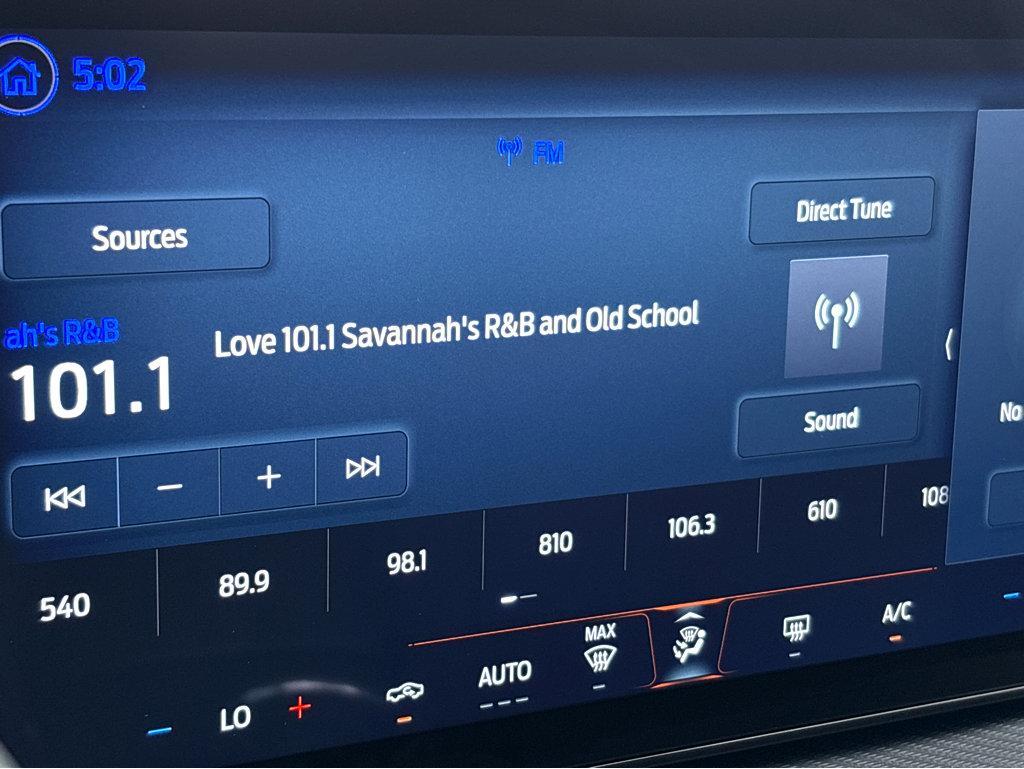 5:02
FM
Sources
Direct Tune
ah's R&B
Love 101.1 Savannah's R&B and Old School
101.1
Sound
No
540
89.9
98.1
810
106.3
610
108
LO
AUTO
MAX
A/C